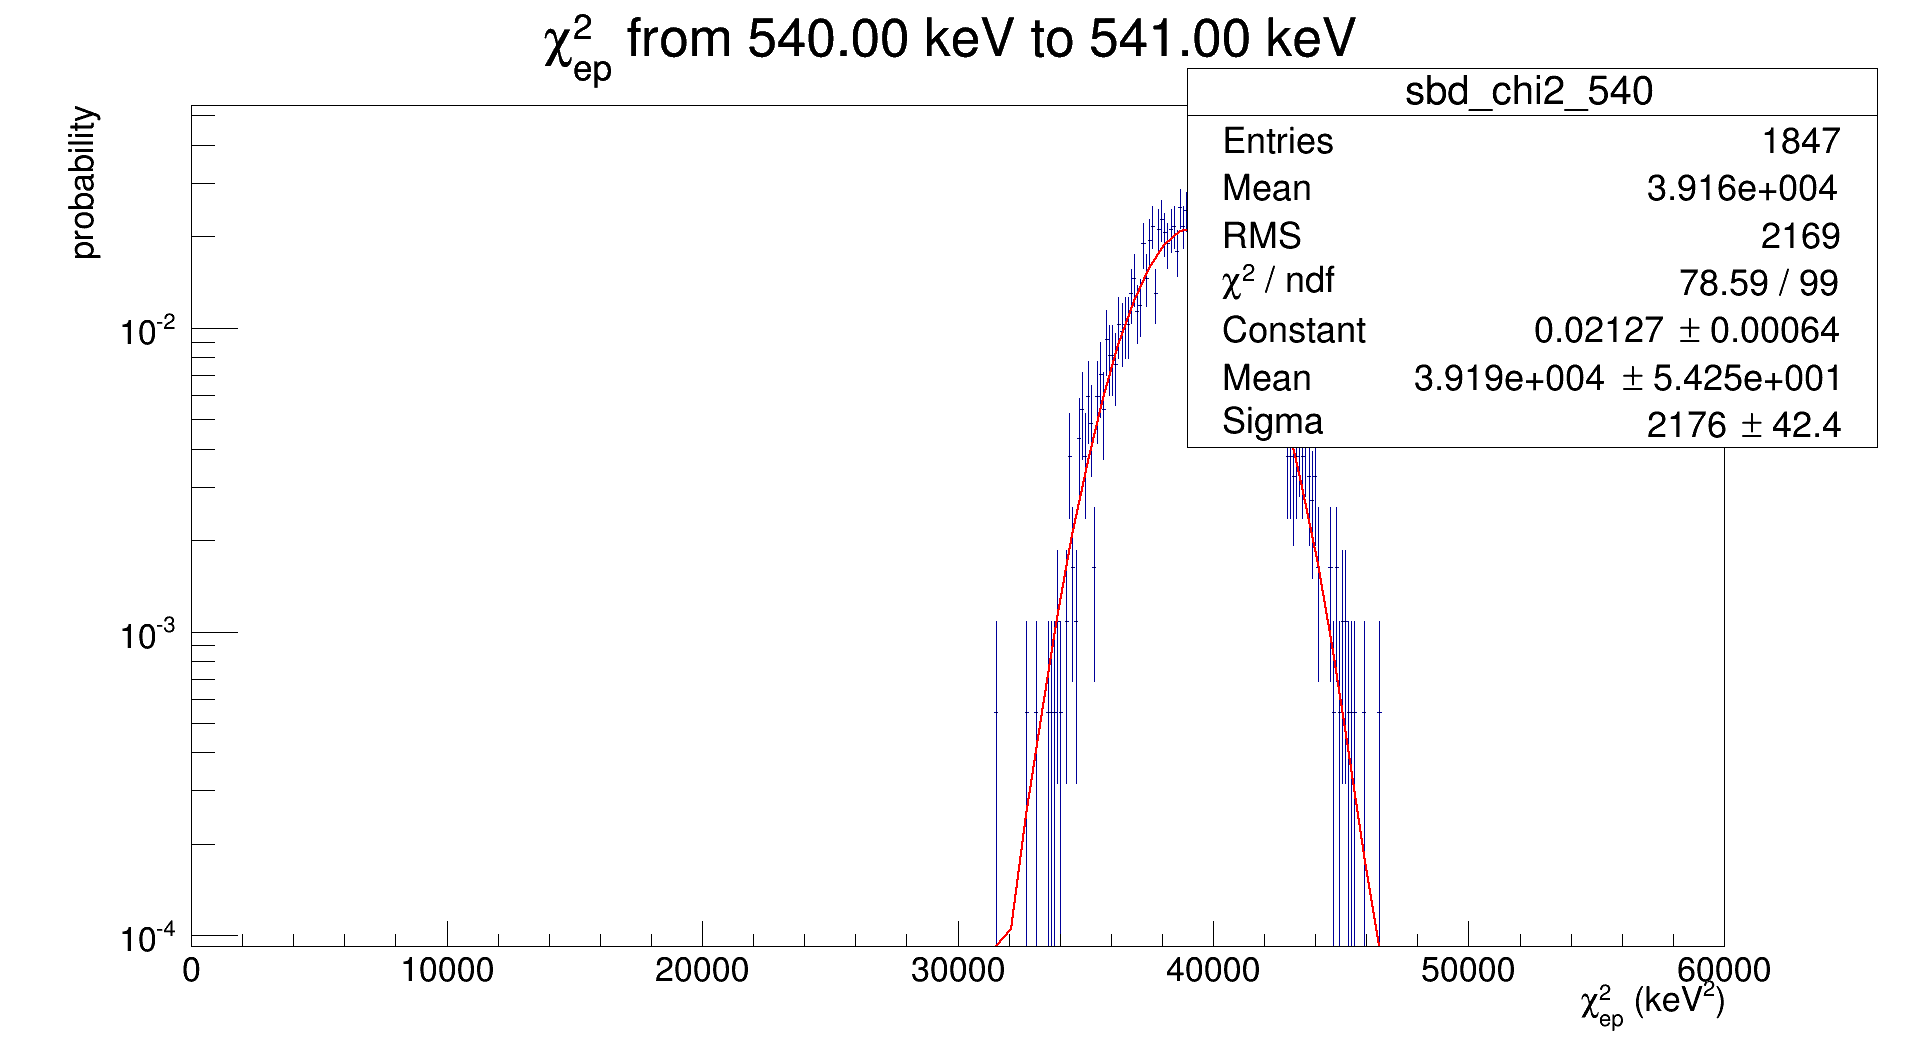 χ²ep from 540.00 keV to 541.00 keV
sbd_chi2_540
Entries 1847
Mean 3.916e+004
RMS 2169
χ² / ndf 78.59 / 99
Constant 0.02127 ± 0.00064
Mean 3.919e+004 ± 5.425e+001
Sigma 2176 ± 42.4
probability
10⁻²
10⁻³
10⁻⁴
0 10000 20000 30000 40000 50000 60000
χ²ep (keV²)